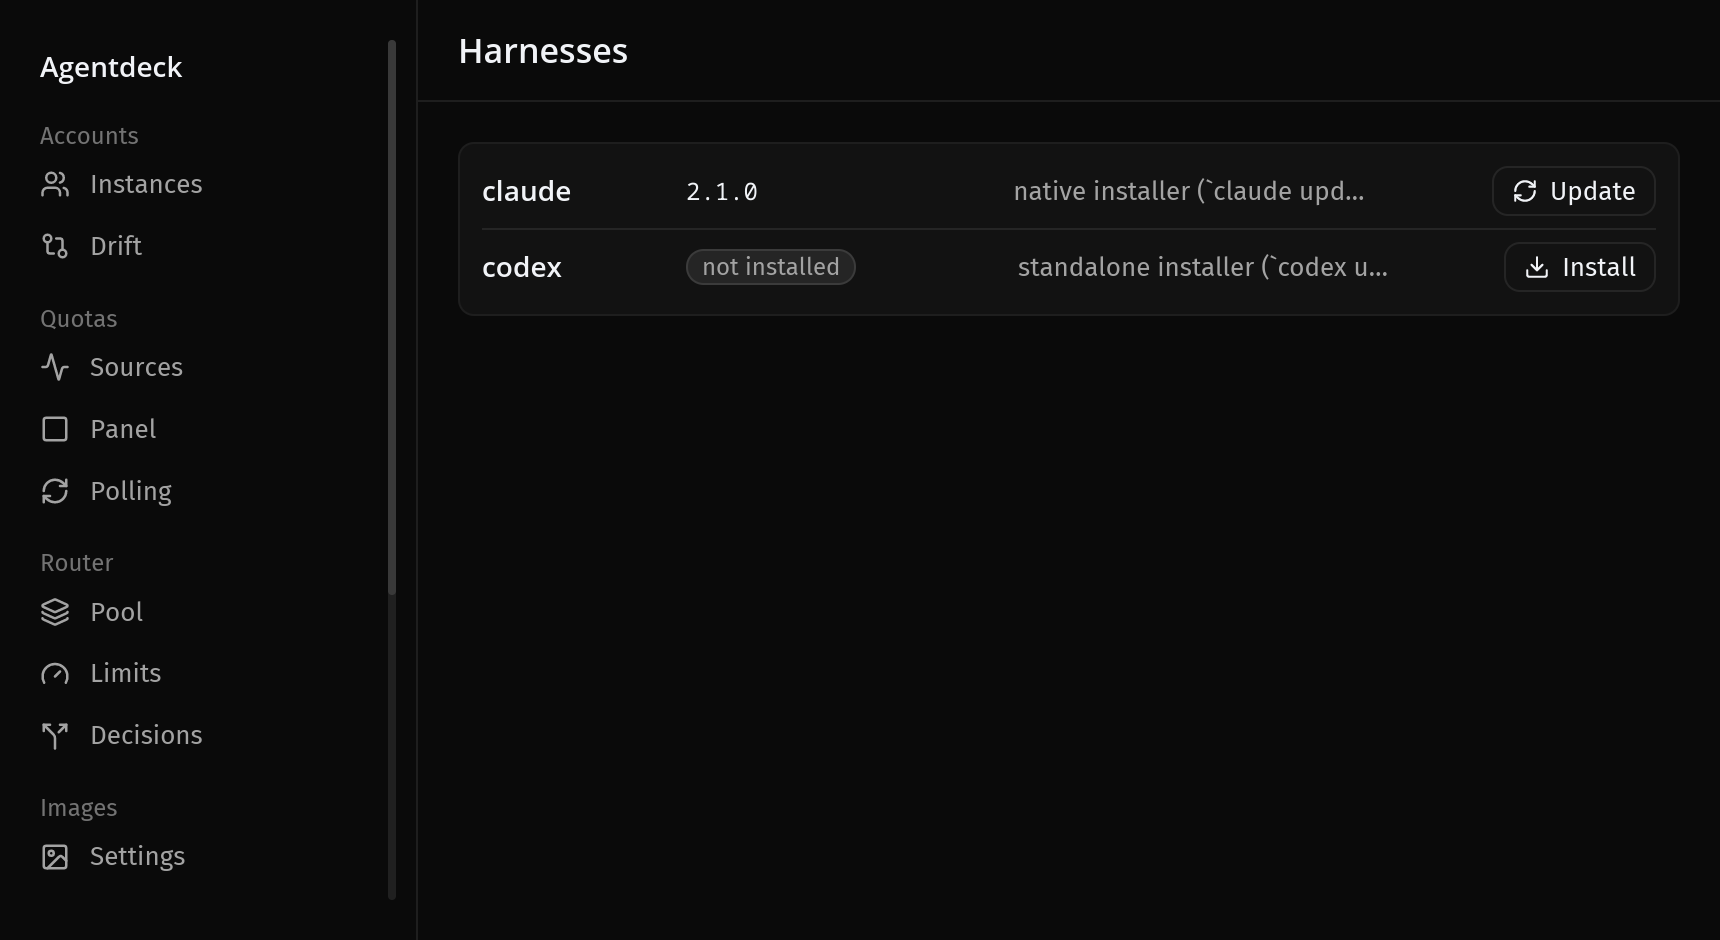 Agentdeck
Accounts
Instances
Drift
Quotas
Sources
Panel
Polling
Router
Pool
Limits
Decisions
Images
Settings
Harnesses
claude 2.1.0 native installer (`claude upd... Update
codex not installed standalone installer (`codex u... Install